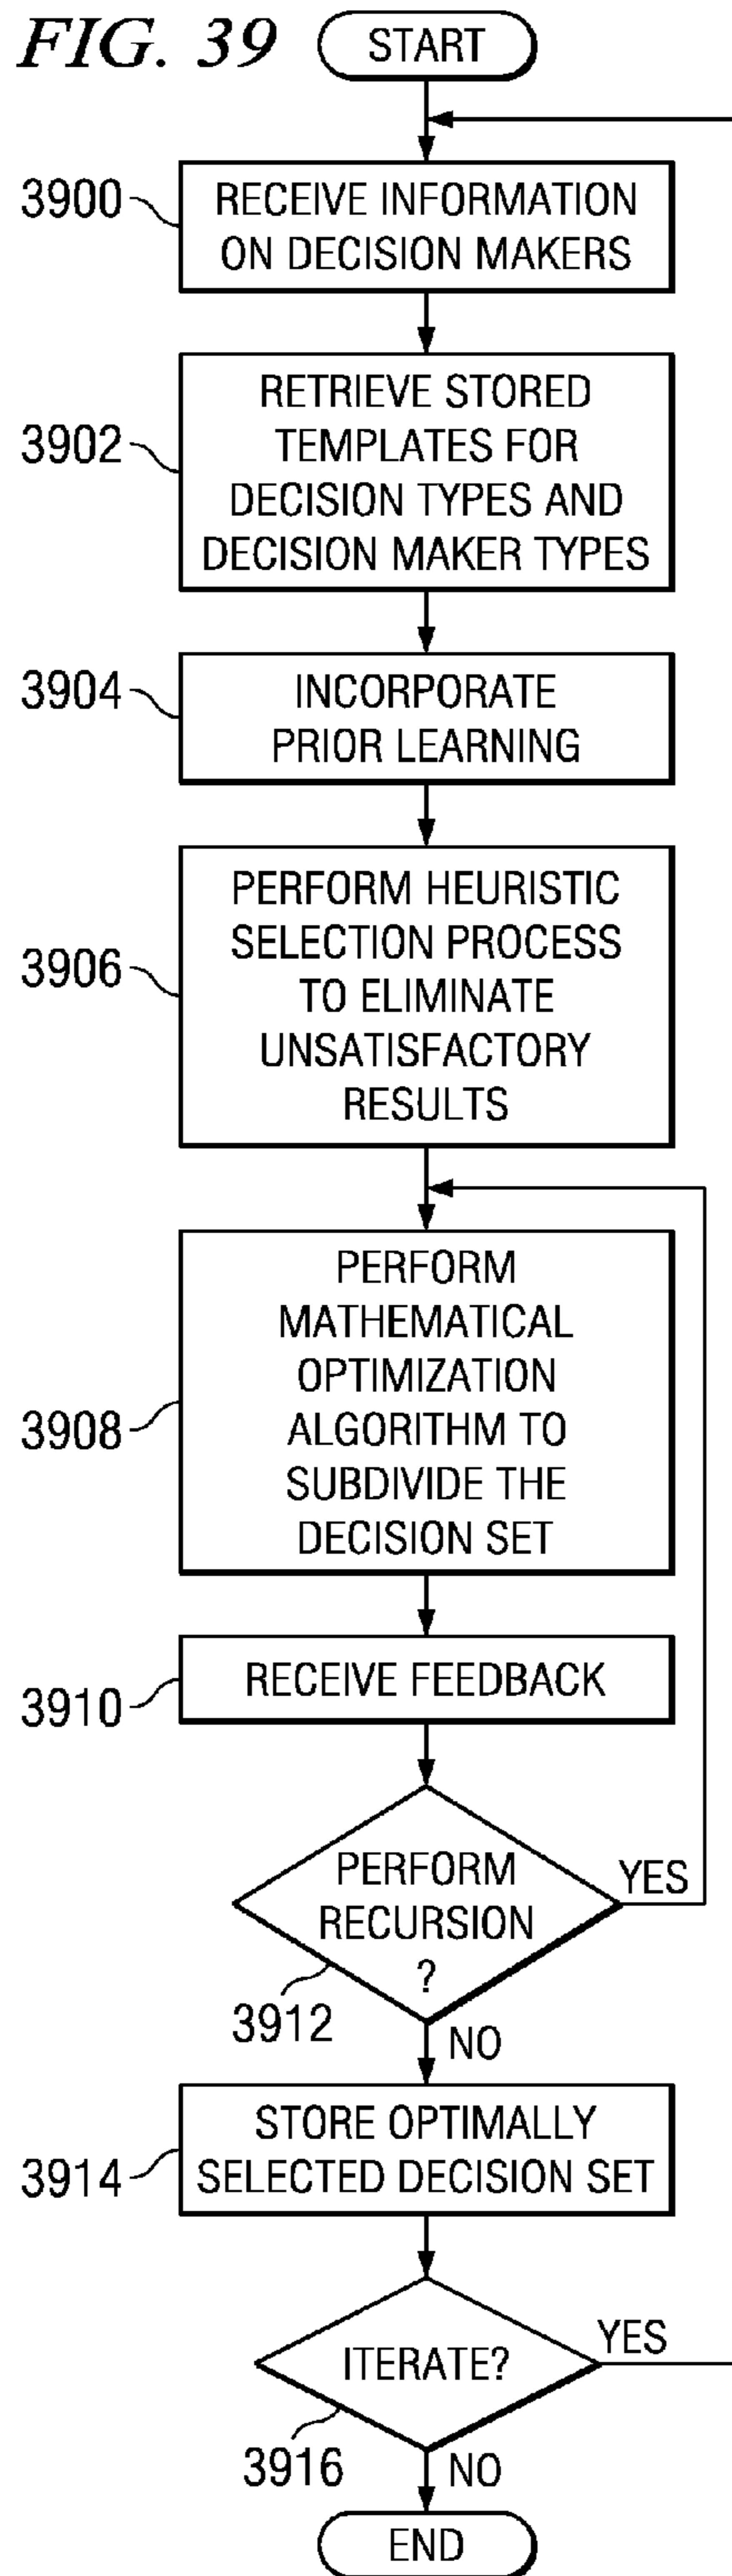 FIG. 39
START
3900
RECEIVE INFORMATION
ON DECISION MAKERS
3902
RETRIEVE STORED
TEMPLATES FOR
DECISION TYPES AND
DECISION MAKER TYPES
3904
INCORPORATE
PRIOR LEARNING
3906
PERFORM HEURISTIC
SELECTION PROCESS
TO ELIMINATE
UNSATISFACTORY
RESULTS
3908
PERFORM
MATHEMATICAL
OPTIMIZATION
ALGORITHM TO
SUBDIVIDE THE
DECISION SET
3910
RECEIVE FEEDBACK
PERFORM
RECURSION
?
YES
3912
NO
3914
STORE OPTIMALLY
SELECTED DECISION SET
ITERATE?
YES
3916
NO
END